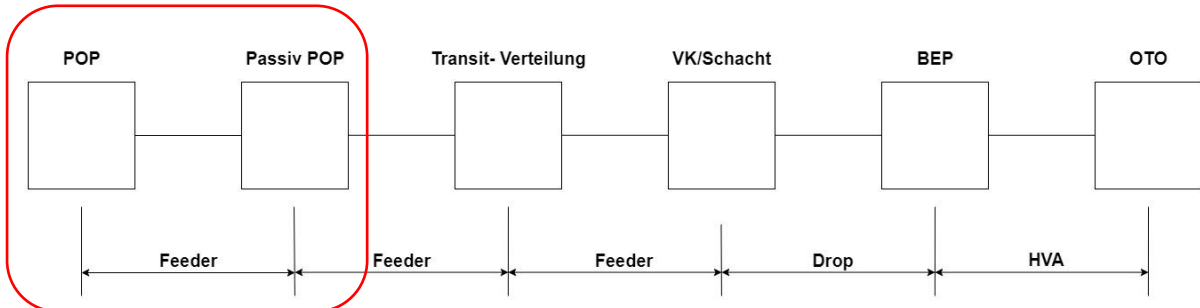 POP
Passiv POP
Transit- Verteilung
VK/Schacht
BEP
OTO
Feeder
Feeder
Feeder
Drop
HVA